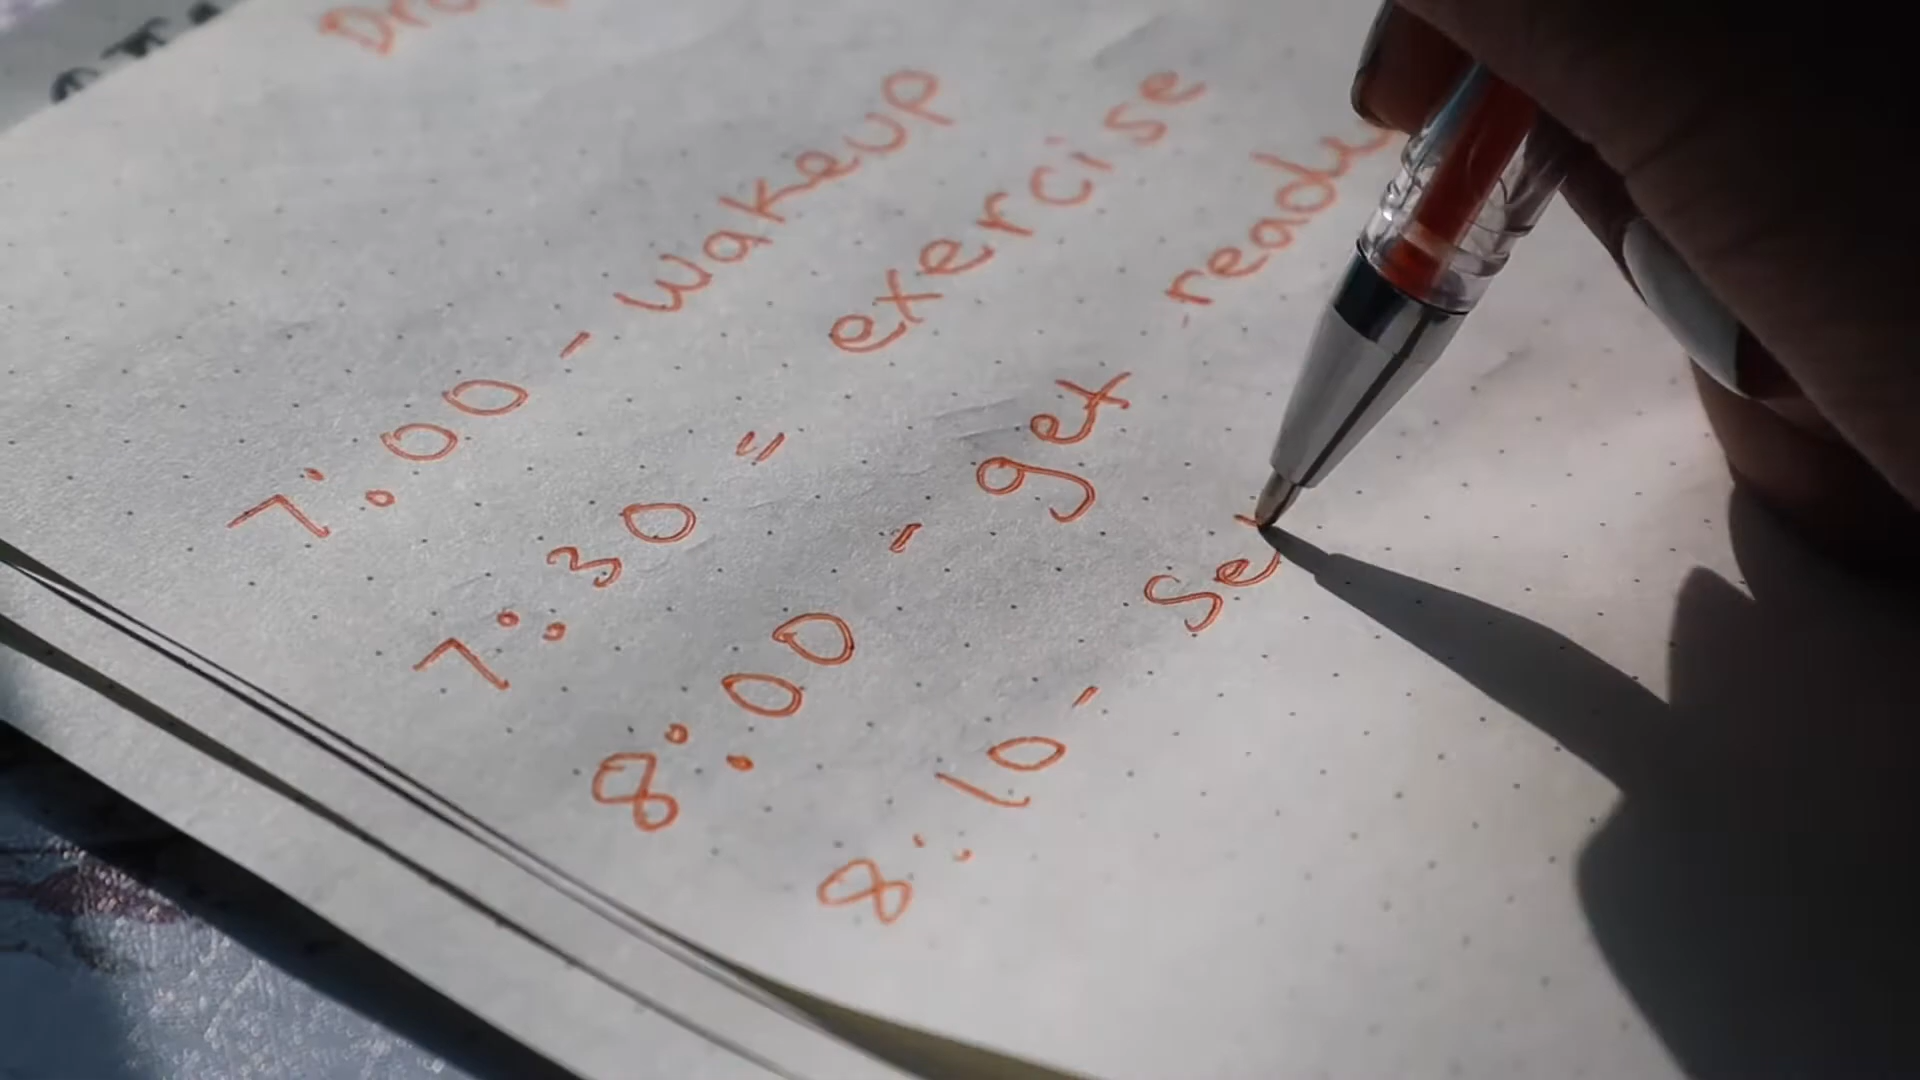 7:00 - Wakeup
7:30 = exercise
8:00 - get ready
8:10 - Se